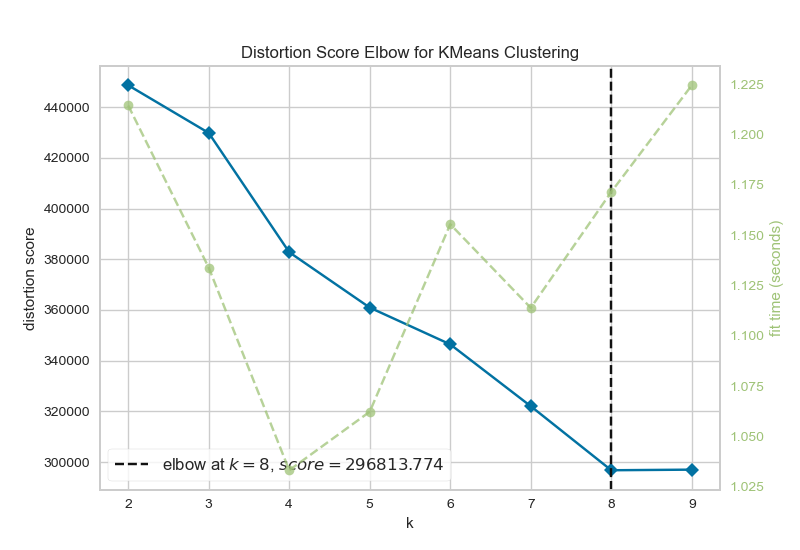 Distortion Score Elbow for KMeans Clustering
440000
420000
400000
380000
360000
340000
320000
300000
distortion score
1.225
1.200
1.175
1.150
1.125
1.100
1.075
1.050
1.025
fit time (seconds)
elbow at k = 8, score = 296813.774
2 3 4 5 6 7 8 9
k